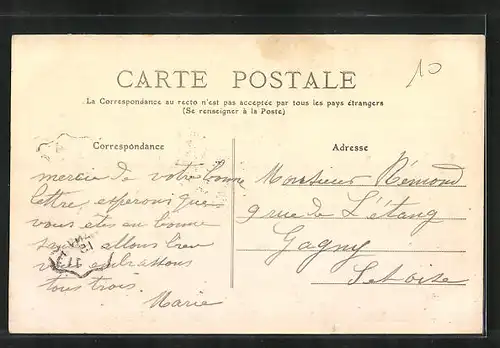 10
CARTE POSTALE
La Correspondance au recto n'est pas acceptée par tous les pays étrangers
(Se renseigner à la Poste)
Correspondance
mercie de votre bonne
lettre, esperons que
vous êtes en bonne
santé allons bien
vous embrassons
tous trois.
Marie
Adresse
Monsieur Rémond
9 rue de L'étang
Gagny
S et Oise